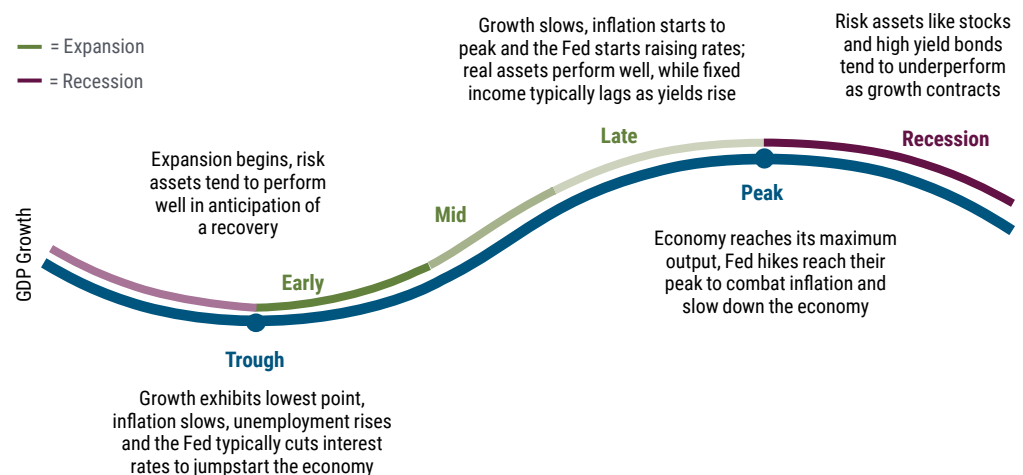 = Expansion
= Recession
Growth slows, inflation starts to
peak and the Fed starts raising rates;
real assets perform well, while fixed
income typically lags as yields rise
Risk assets like stocks
and high yield bonds
tend to underperform
as growth contracts
Late
Recession
Expansion begins, risk
assets tend to perform
well in anticipation of
a recovery
Mid
Peak
GDP Growth
Early
Economy reaches its maximum
output, Fed hikes reach their
peak to combat inflation and
slow down the economy
Trough
Growth exhibits lowest point,
inflation slows, unemployment rises
and the Fed typically cuts interest
rates to jumpstart the economy